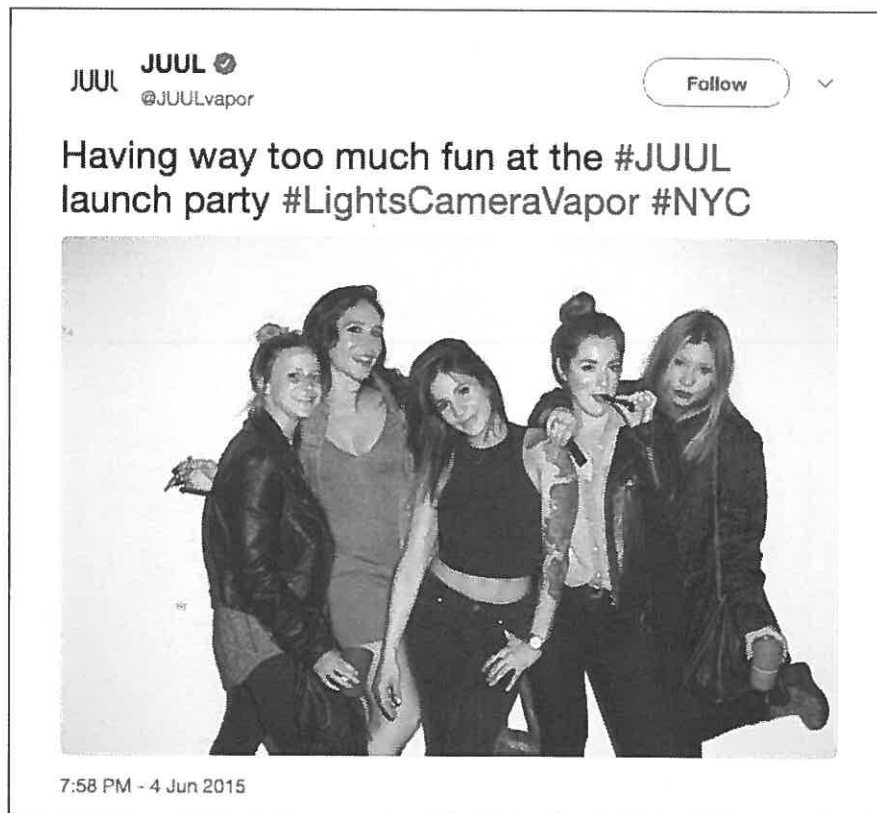 JUUL
JUUL
@JUULvapor
Follow
Having way too much fun at the #JUUL
launch party #LightsCameraVapor #NYC
7:58 PM - 4 Jun 2015